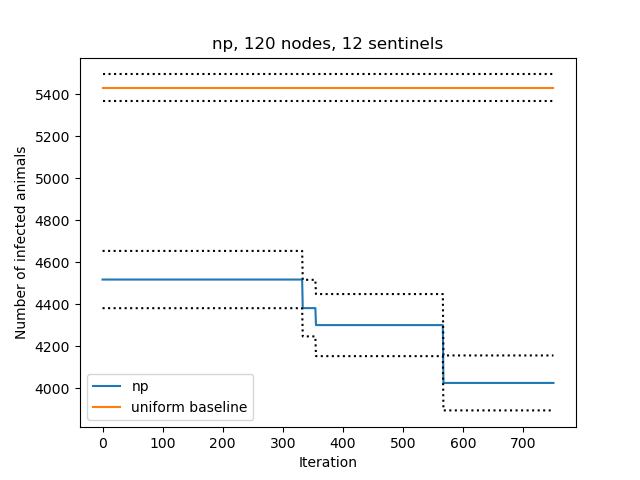 np, 120 nodes, 12 sentinels
Number of infected animals
5400
5200
5000
4800
4600
4400
4200
4000
np
uniform baseline
0 100 200 300 400 500 600 700
Iteration